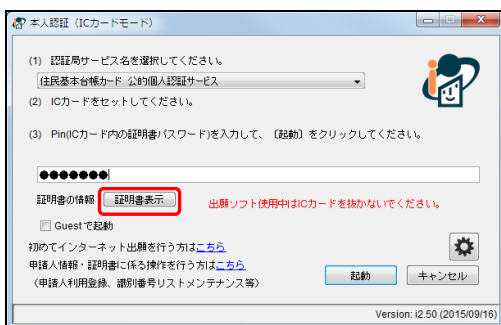 本人認証（ICカードモード）
(1) 認証局サービス名を選択してください。
住民基本台帳カード 公的個人認証サービス
(2) ICカードをセットしてください。
(3) Pin(ICカード内の証明書パスワード)を入力して、〔起動〕をクリックしてください。
●●●●●●●
証明書の情報 証明書表示 出願ソフト使用中はICカードを抜かないでください。
Guestで起動
初めてインターネット出願を行う方はこちら
申請人情報・証明書に係る操作を行う方はこちら
（申請人利用登録、識別番号リストメンテナンス等）
起動 キャンセル
Version: i2.50 (2015/09/16)